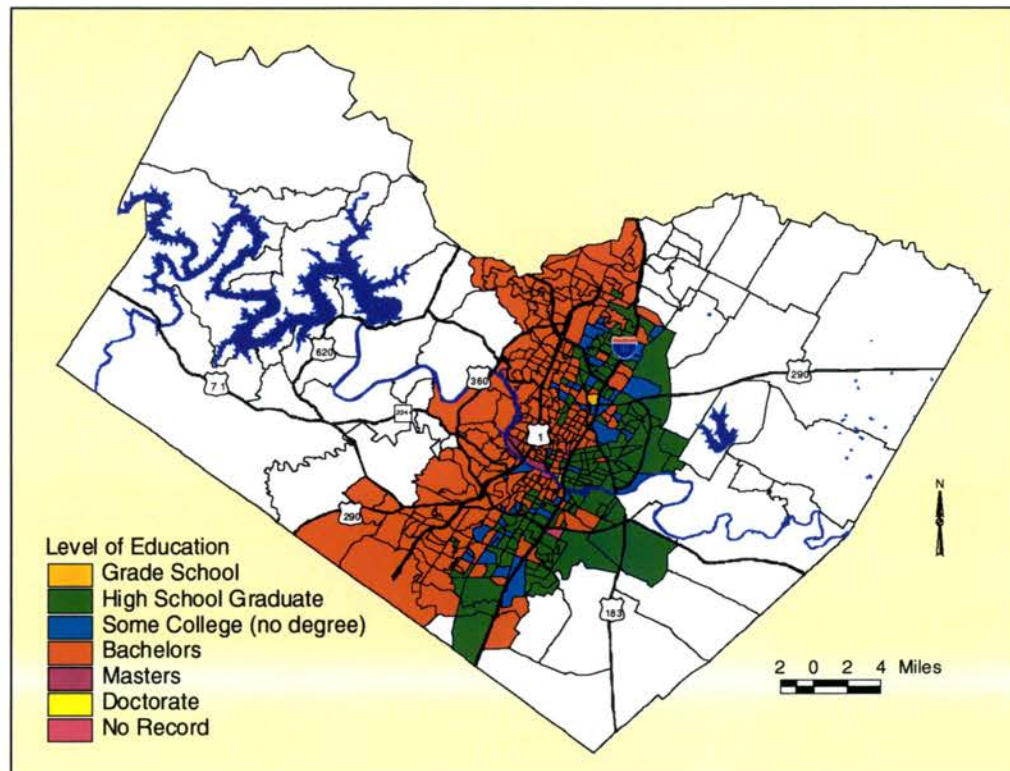 620
71
360
2244
290
1
290
183
N
Level of Education
Grade School
High School Graduate
Some College (no degree)
Bachelors
Masters
Doctorate
No Record
2 0 2 4 Miles